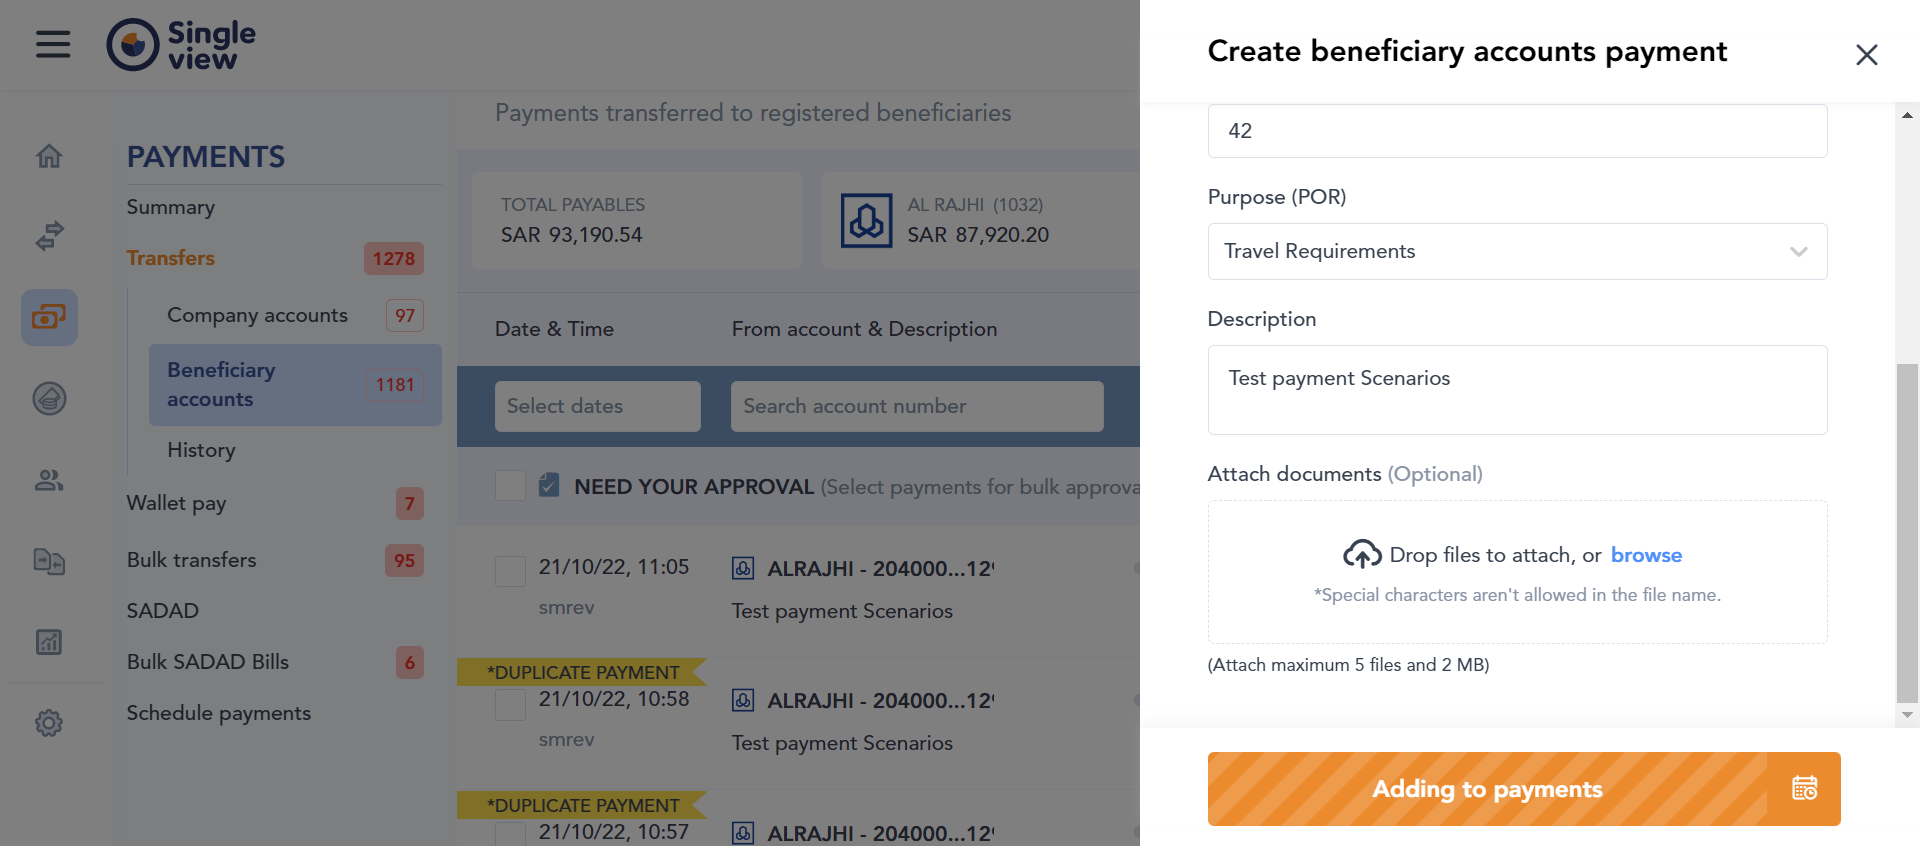 Single
view
PAYMENTS
Summary
Transfers 1278
Company accounts 97
Beneficiary
accounts 1181
History
Wallet pay 7
Bulk transfers 95
SADAD
Bulk SADAD Bills 6
Schedule payments
Payments transferred to registered beneficiaries
TOTAL PAYABLES
SAR 93,190.54
AL RAJHI (1032)
SAR 87,920.20
Date & Time From account & Description
Select dates Search account number
NEED YOUR APPROVAL (Select payments for bulk approva
21/10/22, 11:05 ALRAJHI - 204000...129
smrev Test payment Scenarios
*DUPLICATE PAYMENT
21/10/22, 10:58 ALRAJHI - 204000...129
smrev Test payment Scenarios
*DUPLICATE PAYMENT
21/10/22, 10:57 ALRAJHI - 204000...129
Create beneficiary accounts payment
42
Purpose (POR)
Travel Requirements
Description
Test payment Scenarios
Attach documents (Optional)
Drop files to attach, or browse
*Special characters aren't allowed in the file name.
(Attach maximum 5 files and 2 MB)
Adding to payments